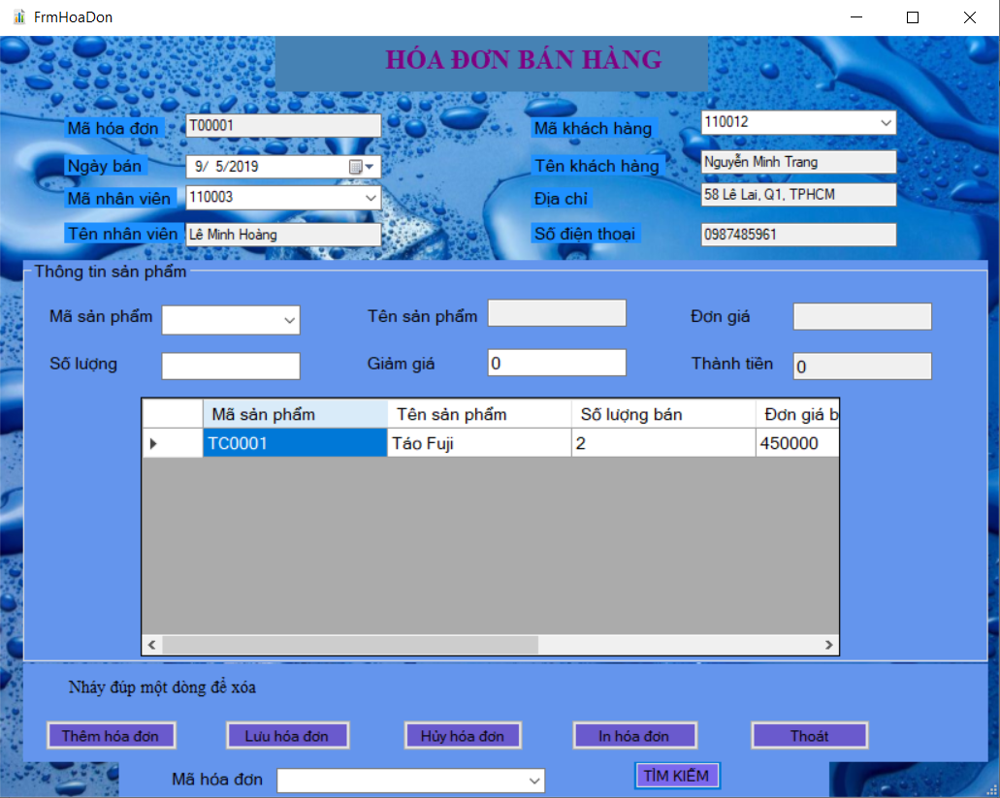 FrmHoaDon
HÓA ĐƠN BÁN HÀNG
Mã hóa đơn T00001 Mã khách hàng 110012
Ngày bán 9/ 5/2019 Tên khách hàng Nguyễn Minh Trang
Mã nhân viên 110003 Địa chỉ 58 Lê Lai, Q1, TPHCM
Tên nhân viên Lê Minh Hoàng Số điện thoại 0987485961
Thông tin sản phẩm
Mã sản phẩm Tên sản phẩm Đơn giá
Số lượng Giảm giá 0 Thành tiền 0
Mã sản phẩm Tên sản phẩm Số lượng bán Đơn giá b
TC0001 Táo Fuji 2 450000
Nháy đúp một dòng để xóa
Thêm hóa đơn Lưu hóa đơn Hủy hóa đơn In hóa đơn Thoát
Mã hóa đơn TÌM KIẾM